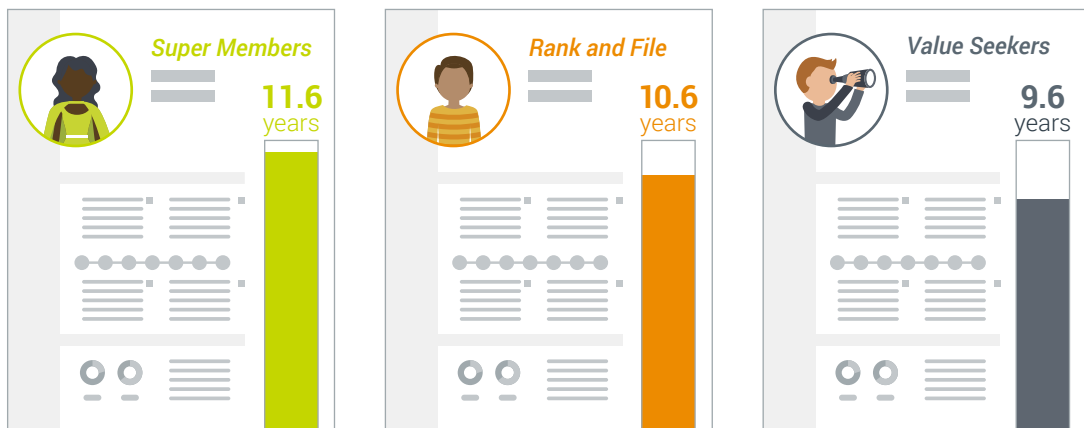 Super Members
11.6
years
Rank and File
10.6
years
Value Seekers
9.6
years